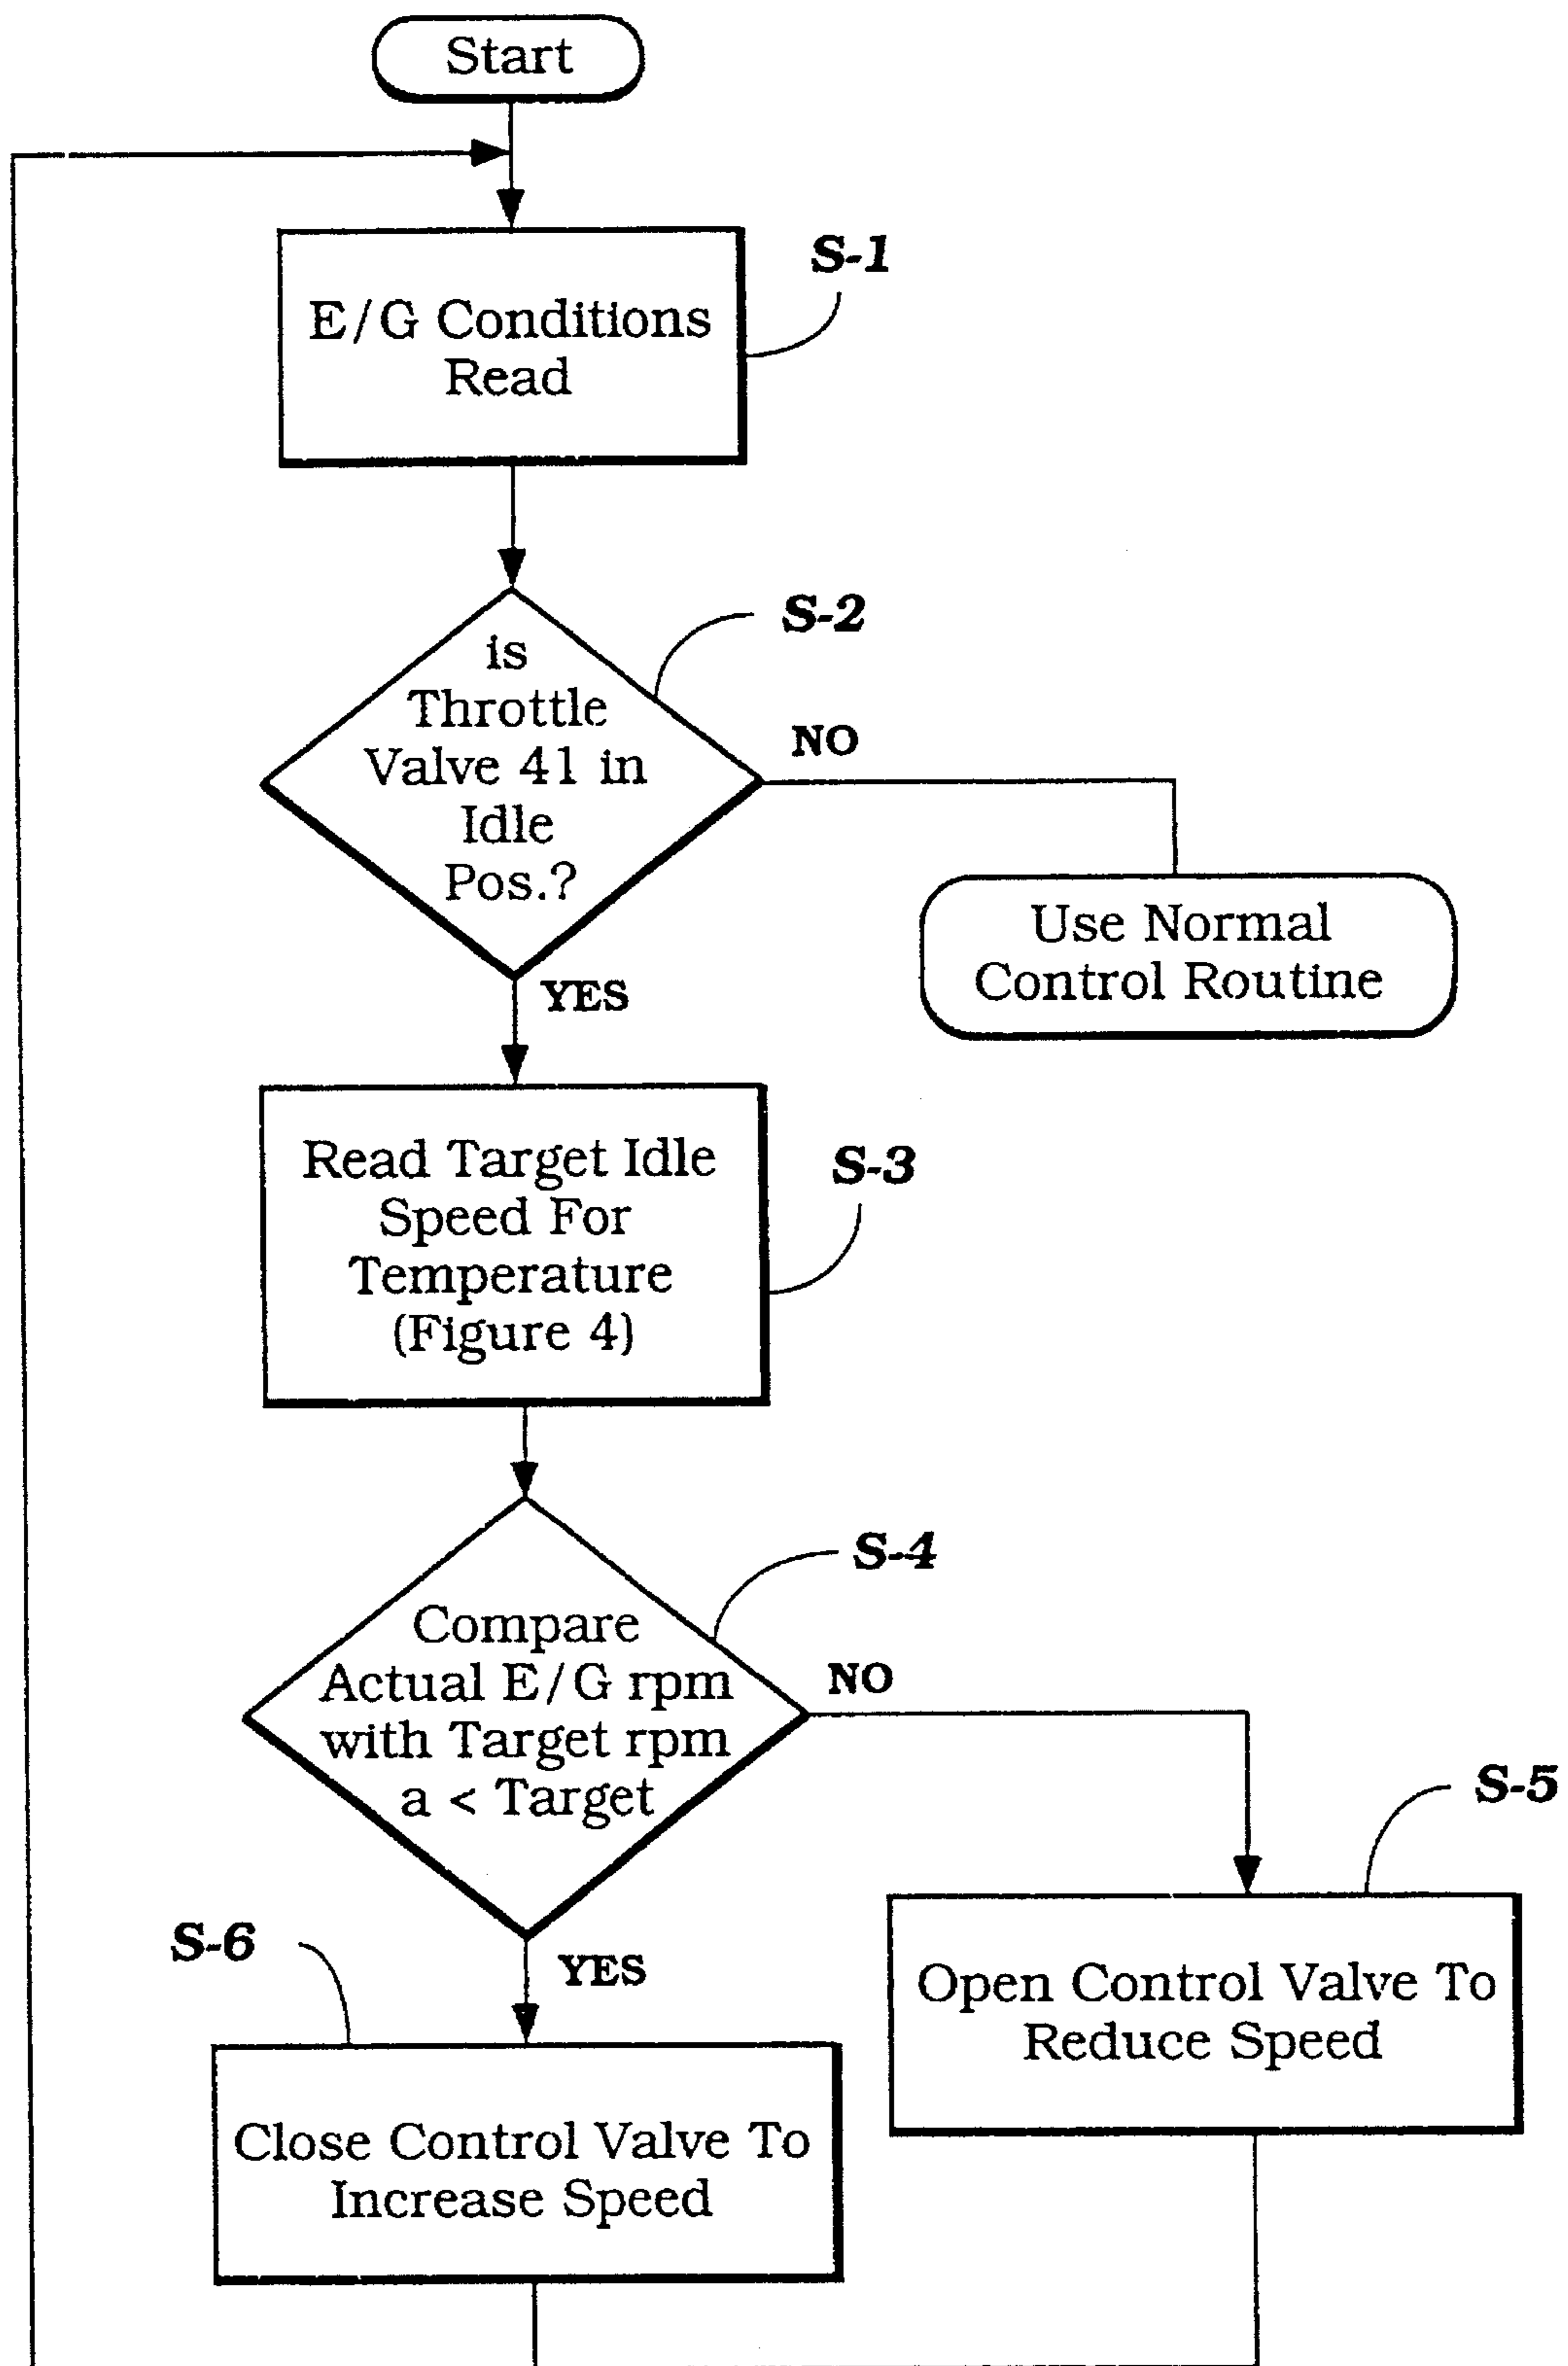 Start
S-1
E/G Conditions
Read
S-2
is
Throttle
Valve 41 in
Idle
Pos.?
NO
Use Normal
Control Routine
YES
Read Target Idle
Speed For
Temperature
(Figure 4)
S-3
S-4
Compare
Actual E/G rpm
with Target rpm
a < Target
NO
S-5
S-6
YES
Open Control Valve To
Reduce Speed
Close Control Valve To
Increase Speed